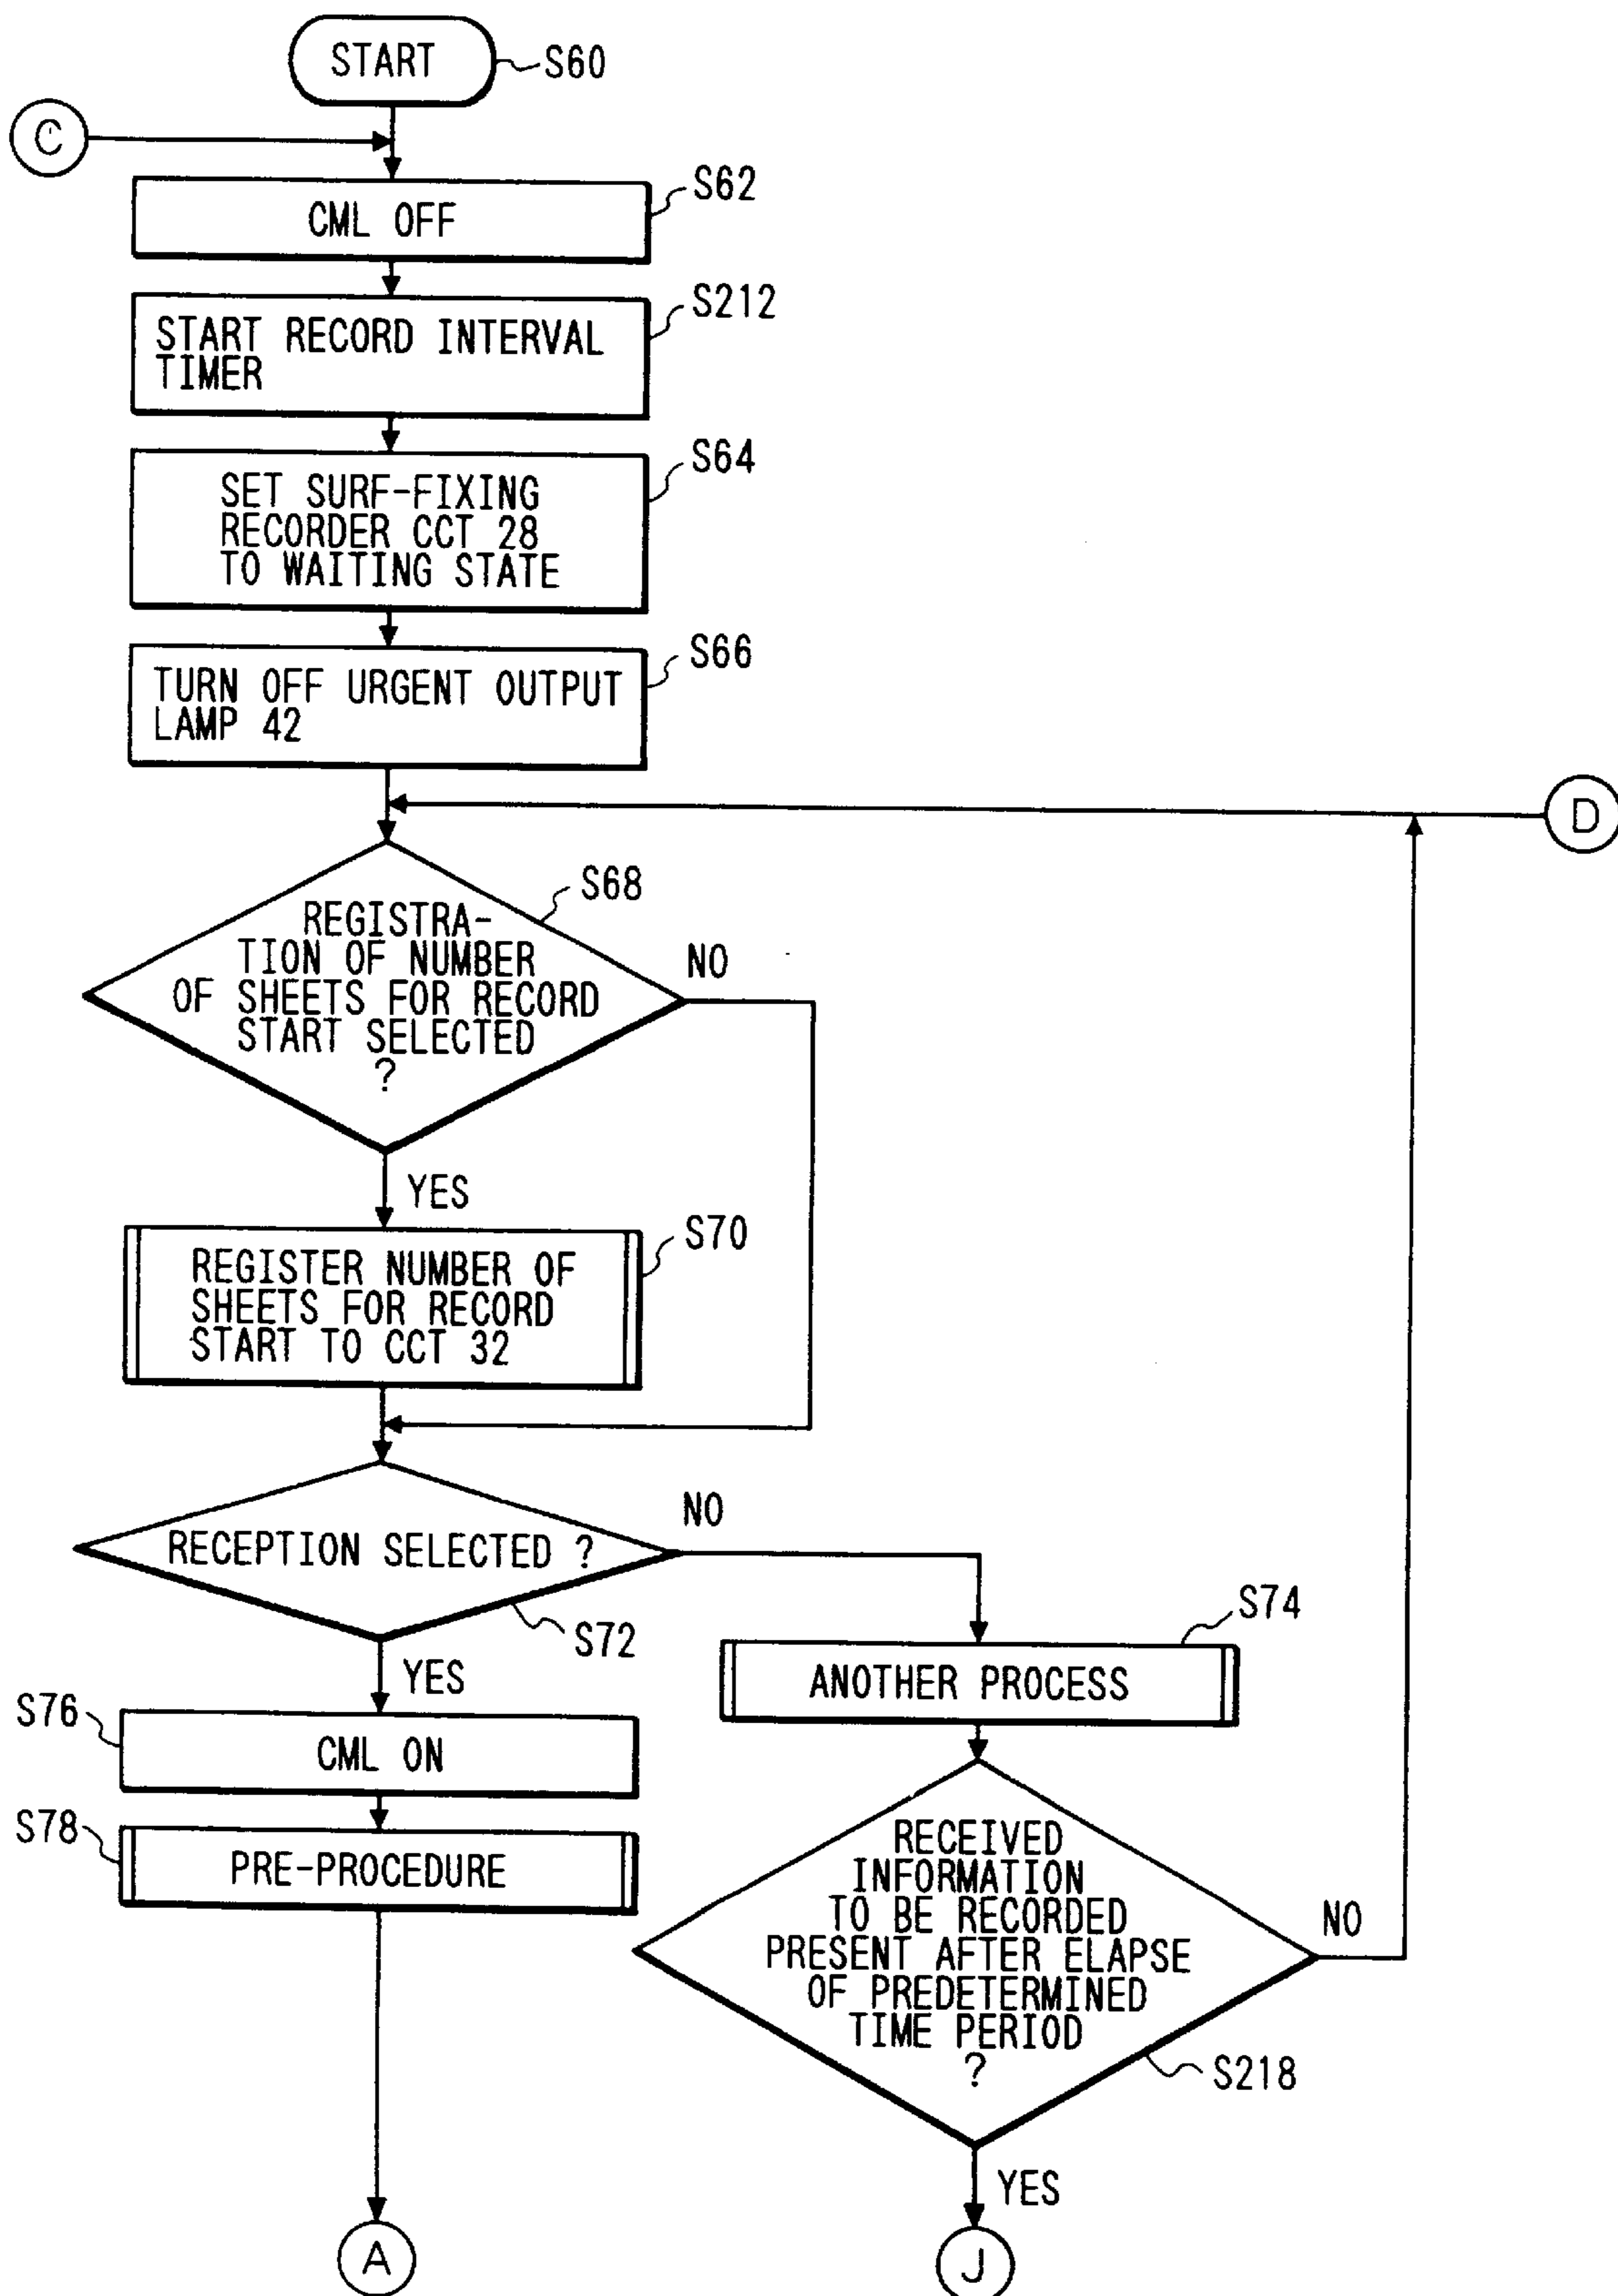 START
S60
C
S62
CML OFF
S212
START RECORD INTERVAL
TIMER
S64
SET SURF-FIXING
RECORDER CCT 28
TO WAITING STATE
S66
TURN OFF URGENT OUTPUT
LAMP 42
D
S68
REGISTRA-
TION OF NUMBER
OF SHEETS FOR RECORD
START SELECTED
?
NO
YES
S70
REGISTER NUMBER OF
SHEETS FOR RECORD
START TO CCT 32
RECEPTION SELECTED ?
NO
S72
YES
S74
ANOTHER PROCESS
S76
CML ON
S78
PRE-PROCEDURE
RECEIVED
INFORMATION
TO BE RECORDED
PRESENT AFTER ELAPSE
OF PREDETERMINED
TIME PERIOD
?
NO
S218
YES
A
J